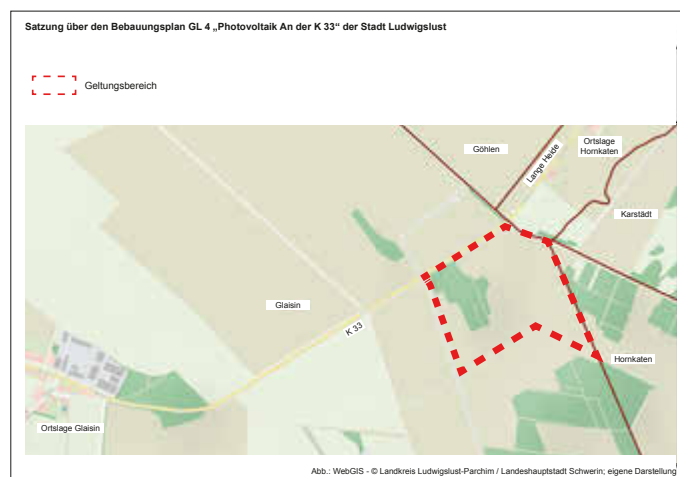 Satzung über den Bebauungsplan GL 4 „Photovoltaik An der K 33“ der Stadt Ludwigslust
Geltungsbereich
Göhlen
Lange Heide
Ortslage
Hornkaten
Karstädt
Glaisin
K 33
Hornkaten
Ortslage Glaisin
Abb.: WebGIS - © Landkreis Ludwigslust-Parchim / Landeshauptstadt Schwerin; eigene Darstellung